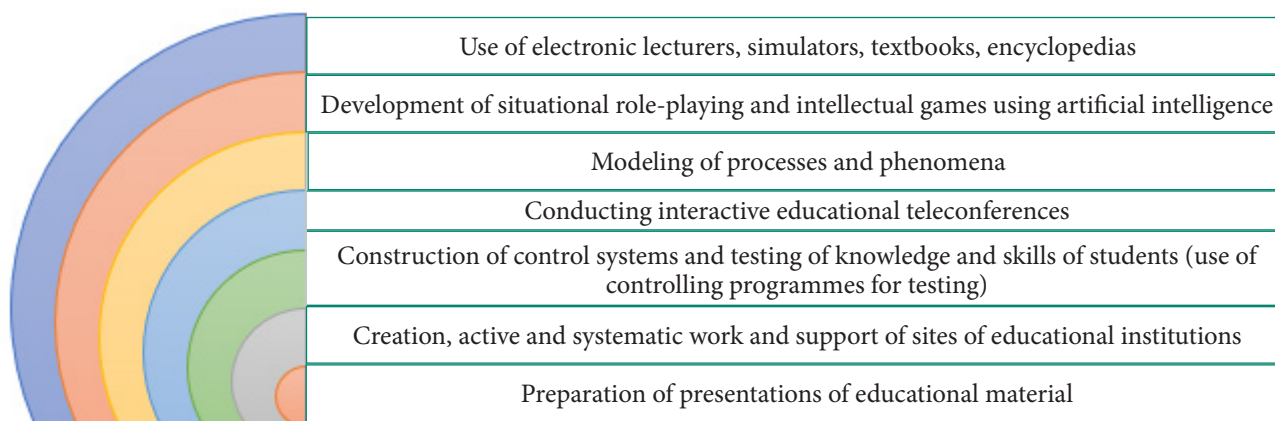 Use of electronic lecturers, simulators, textbooks, encyclopedias
Development of situational role-playing and intellectual games using artificial intelligence
Modeling of processes and phenomena
Conducting interactive educational teleconferences
Construction of control systems and testing of knowledge and skills of students (use of
controlling programmes for testing)
Creation, active and systematic work and support of sites of educational institutions
Preparation of presentations of educational material